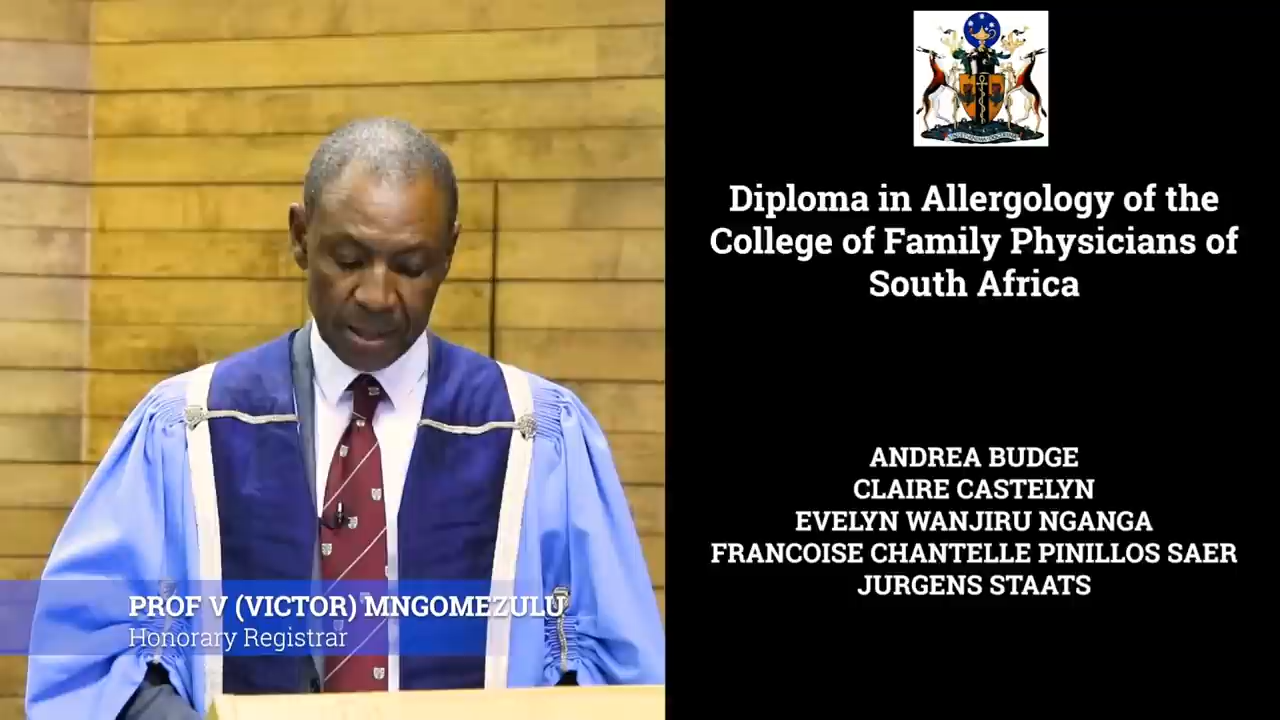 Diploma in Allergology of the
College of Family Physicians of
South Africa
ANDREA BUDGE
CLAIRE CASTELYN
EVELYN WANJIRU NGANGA
FRANCOISE CHANTELLE PINILLOS SAER
JURGENS STAATS
PROF V (VICTOR) MNGOMEZULU
Honorary Registrar